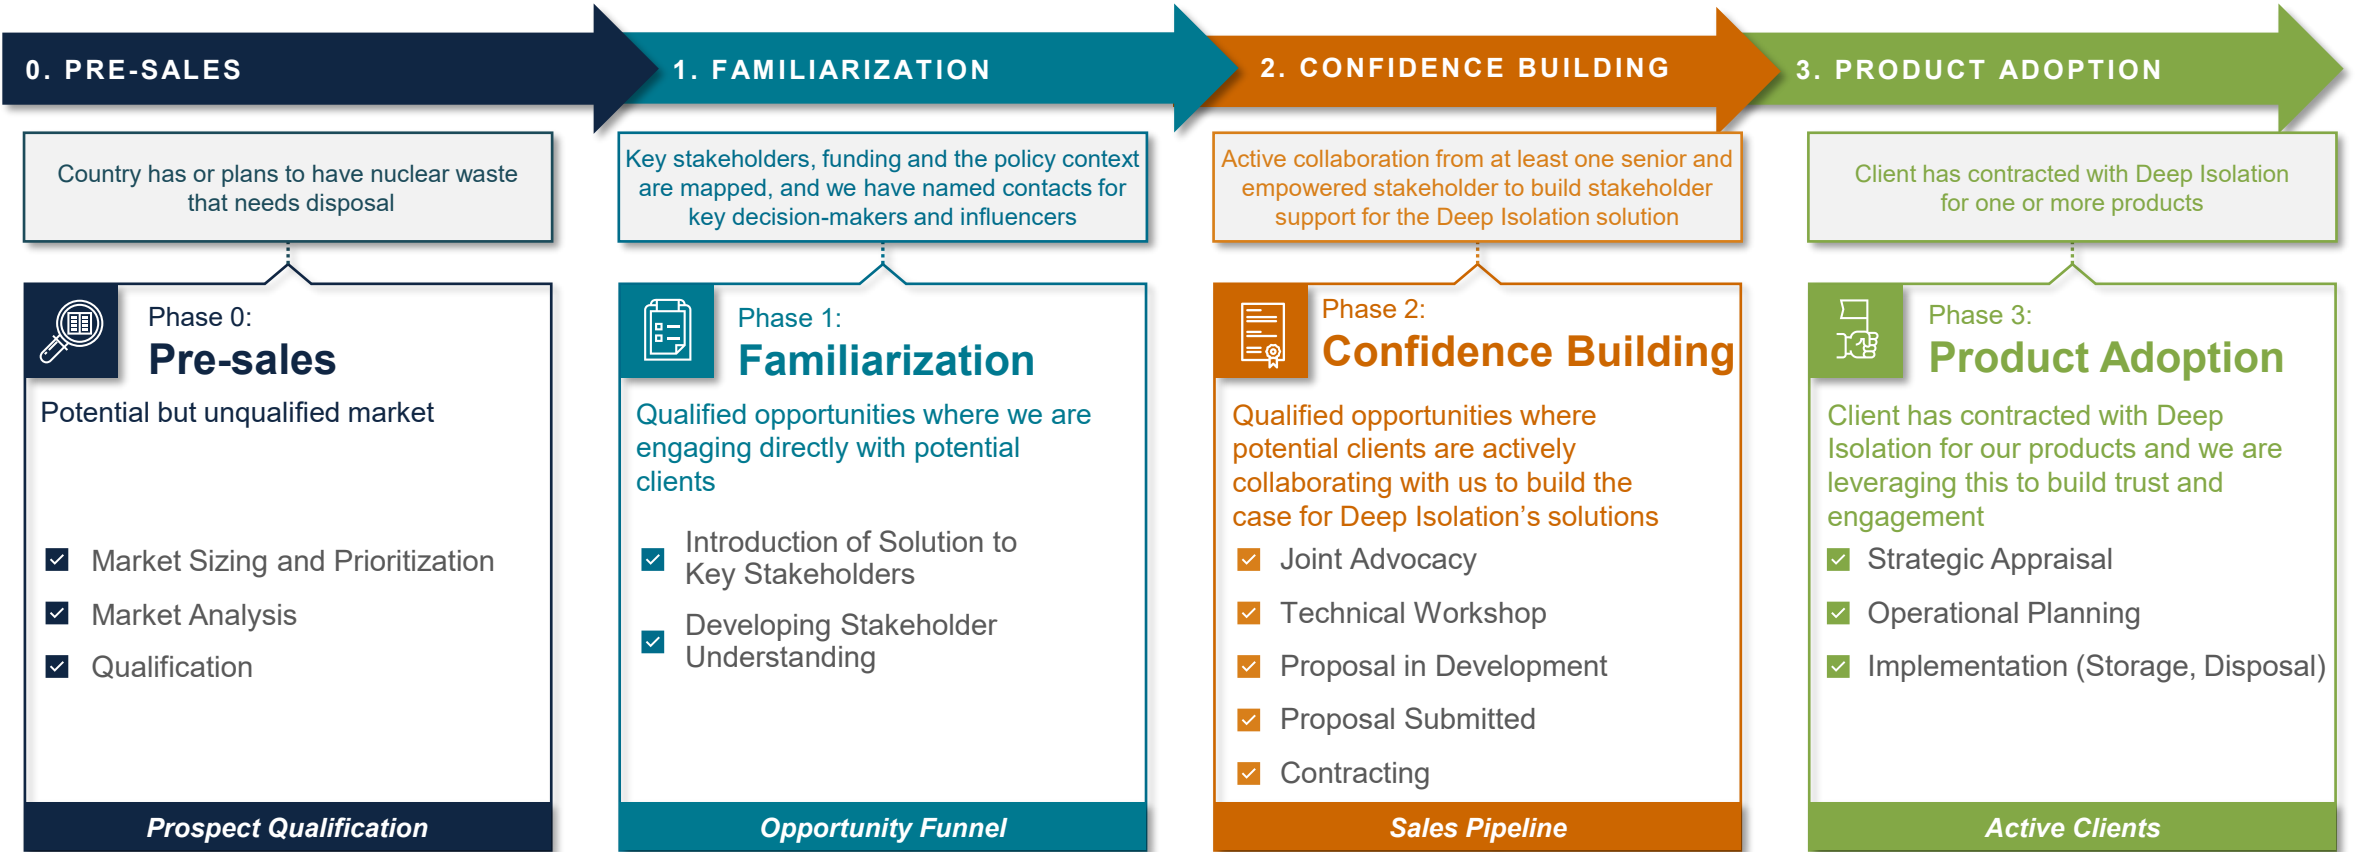 0. PRE-SALES
1. FAMILIARIZATION
2. CONFIDENCE BUILDING
3. PRODUCT ADOPTION
Country has or plans to have nuclear waste
that needs disposal
Key stakeholders, funding and the policy context
are mapped, and we have named contacts for
key decision-makers and influencers
Active collaboration from at least one senior and
empowered stakeholder to build stakeholder
support for the Deep Isolation solution
Client has contracted with Deep Isolation
for one or more products
Phase 0:
Pre-sales
Potential but unqualified market
Market Sizing and Prioritization
Market Analysis
Qualification
Prospect Qualification
Phase 1:
Familiarization
Qualified opportunities where we are
engaging directly with potential
clients
Introduction of Solution to
Key Stakeholders
Developing Stakeholder
Understanding
Opportunity Funnel
Phase 2:
Confidence Building
Qualified opportunities where
potential clients are actively
collaborating with us to build the
case for Deep Isolation’s solutions
Joint Advocacy
Technical Workshop
Proposal in Development
Proposal Submitted
Contracting
Sales Pipeline
Phase 3:
Product Adoption
Client has contracted with Deep
Isolation for our products and we are
leveraging this to build trust and
engagement
Strategic Appraisal
Operational Planning
Implementation (Storage, Disposal)
Active Clients